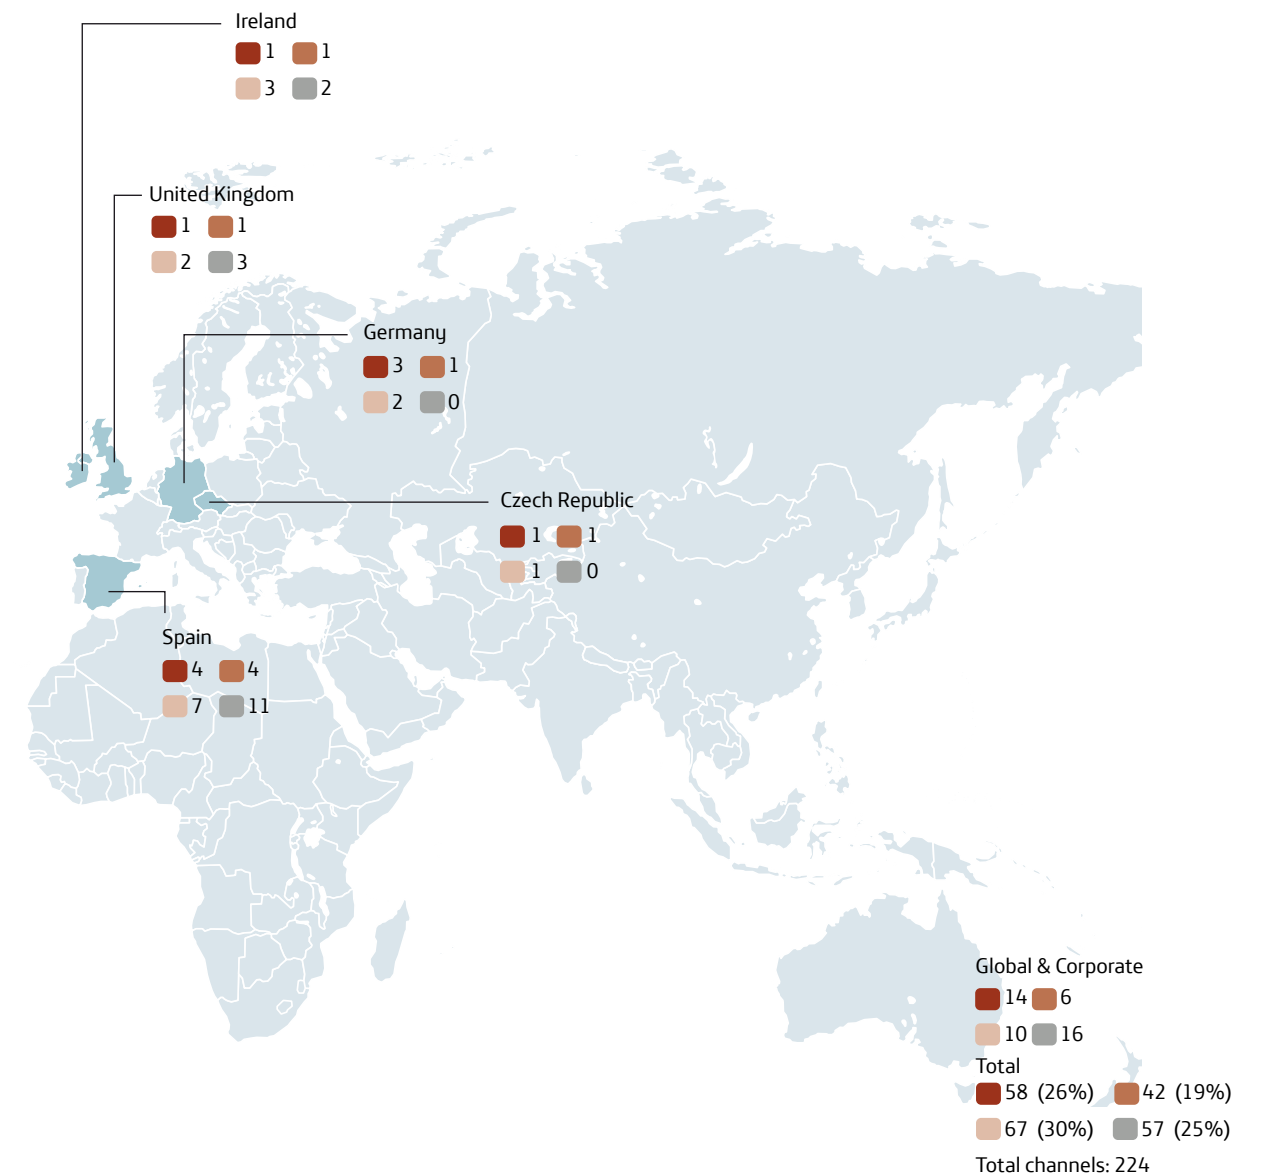 Ireland
1 1
3 2
United Kingdom
1 1
2 3
Germany
3 1
2 0
Czech Republic
1 1
1 0
Spain
4 4
7 11
Global & Corporate
14 6
10 16
Total
58 (26%) 42 (19%)
67 (30%) 57 (25%)
Total channels: 224